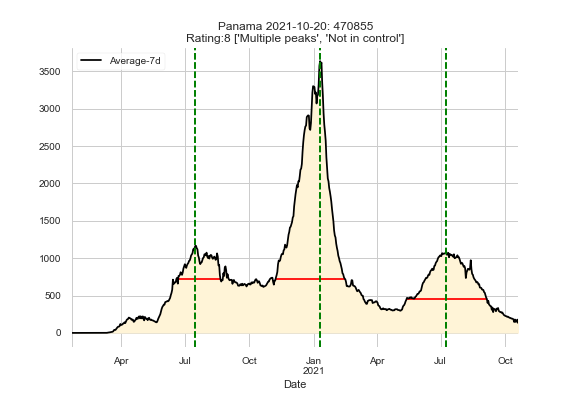 Panama 2021-10-20: 470855
Rating:8 ['Multiple peaks', 'Not in control']
Average-7d
3500
3000
2500
2000
1500
1000
500
0
Apr Jul Oct Jan Apr Jul Oct
2021
Date